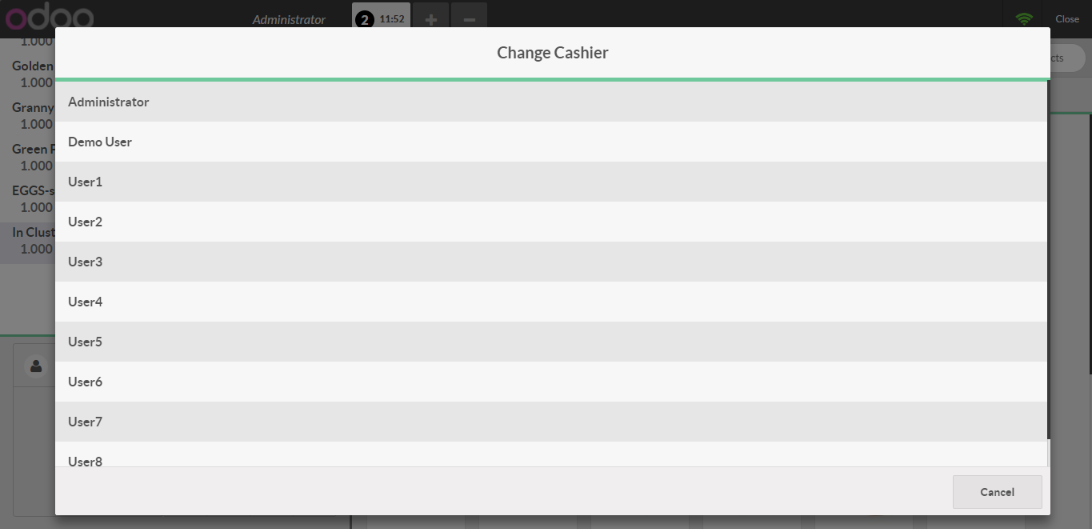 odoo
Administrator
2 11:52
Close
Change Cashier
1.000
Golden
1.000
Granny
1.000
Green
1.000
EGGS-s
1.000
In Clust
1.000
cts
Administrator
Demo User
User1
User2
User3
User4
User5
User6
User7
User8
Cancel